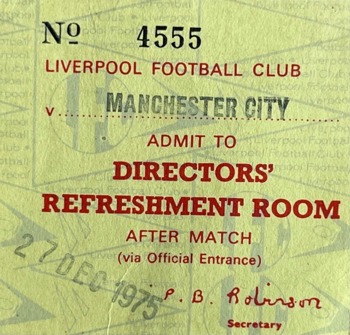 Nº 4555
LIVERPOOL FOOTBALL CLUB
v. MANCHESTER CITY
ADMIT TO
DIRECTORS'
REFRESHMENT ROOM
AFTER MATCH
(via Official Entrance)
27 DEC 1975
P. B. Robinson
Secretary